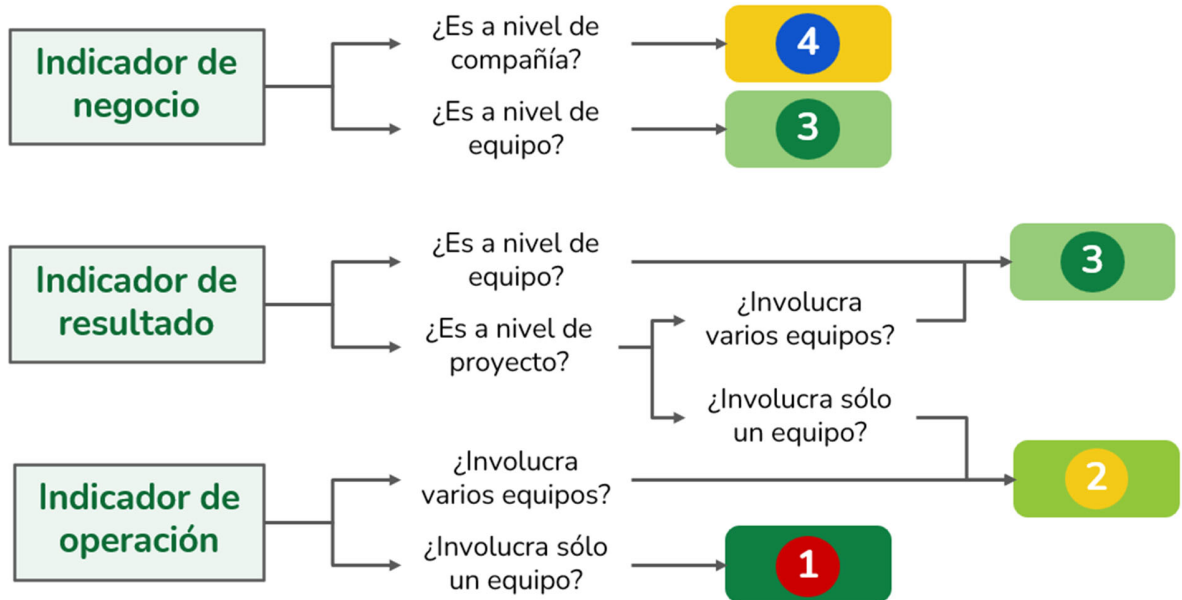 Indicador de
negocio
¿Es a nivel de
compañía?
4
¿Es a nivel de
equipo?
3
Indicador de
resultado
¿Es a nivel de
equipo?
3
¿Es a nivel de
proyecto?
¿Involucra
varios equipos?
¿Involucra sólo
un equipo?
Indicador de
operación
¿Involucra
varios equipos?
2
¿Involucra sólo
un equipo?
1